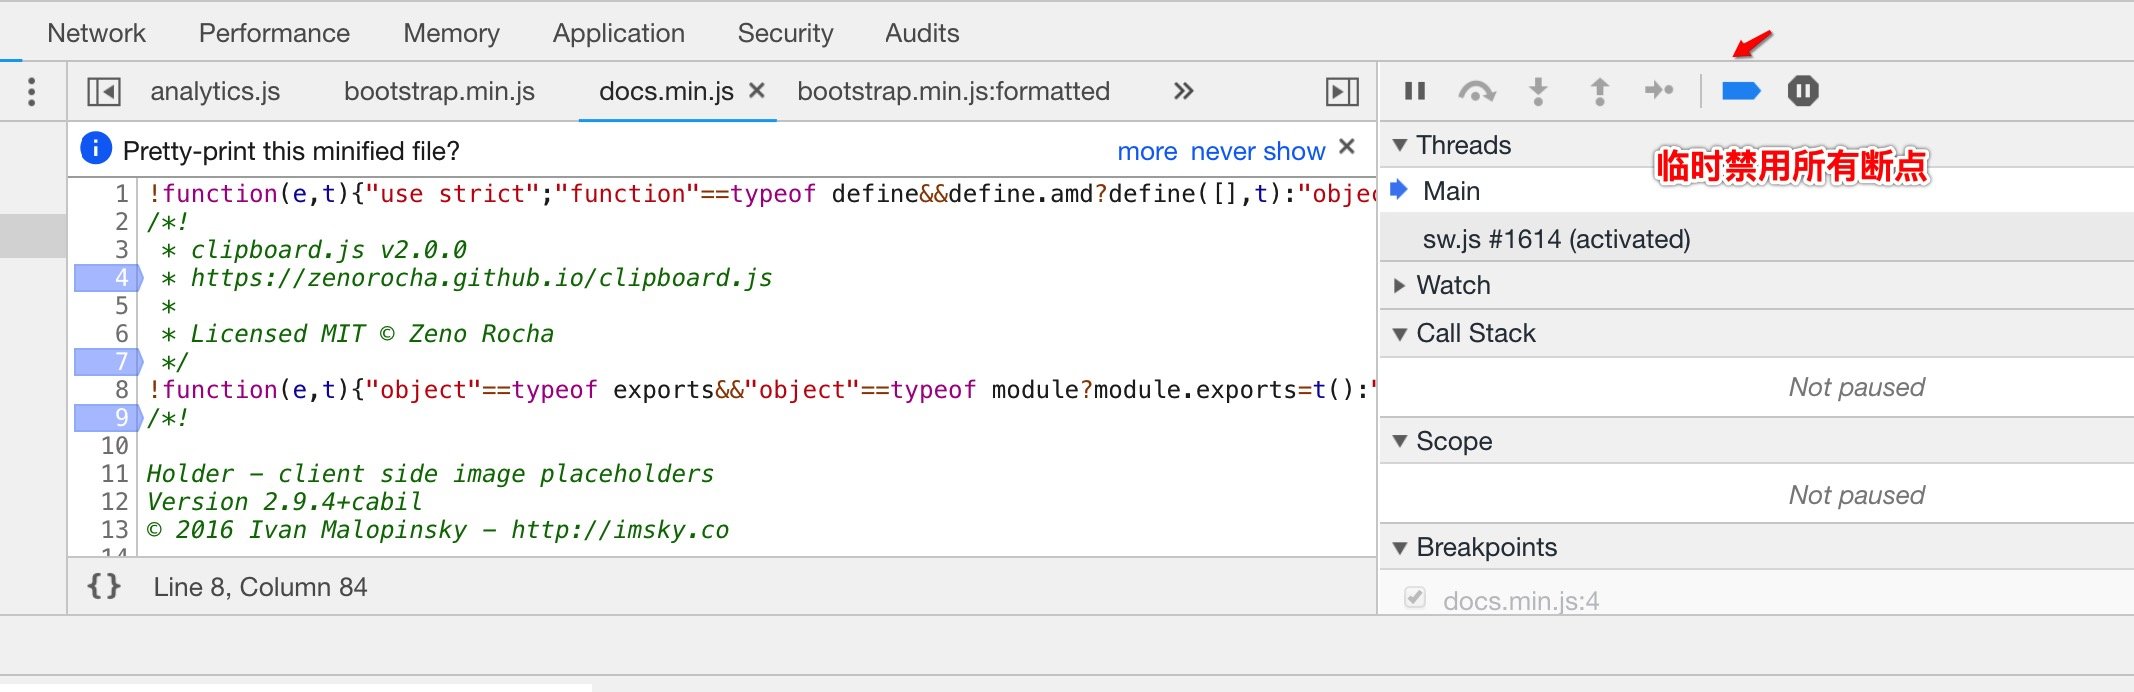 Network Performance Memory Application Security Audits
analytics.js bootstrap.min.js docs.min.js × bootstrap.min.js:formatted »
Pretty-print this minified file? more never show ×
1 !function(e,t){"use strict";"function"==typeof define&&define.amd?define([],t):"objec
2 /*!
3 * clipboard.js v2.0.0
4 * https://zenorocha.github.io/clipboard.js
5 *
6 * Licensed MIT © Zeno Rocha
7 */
8 !function(e,t){"object"==typeof exports&&"object"==typeof module?module.exports=t():"
9 /*!
10
11 Holder - client side image placeholders
12 Version 2.9.4+cabil
13 © 2016 Ivan Malopinsky - http://imsky.co
14
{} Line 8, Column 84
Threads
临时禁用所有断点
Main
sw.js #1614 (activated)
Watch
Call Stack
Not paused
Scope
Not paused
Breakpoints
docs.min.js:4